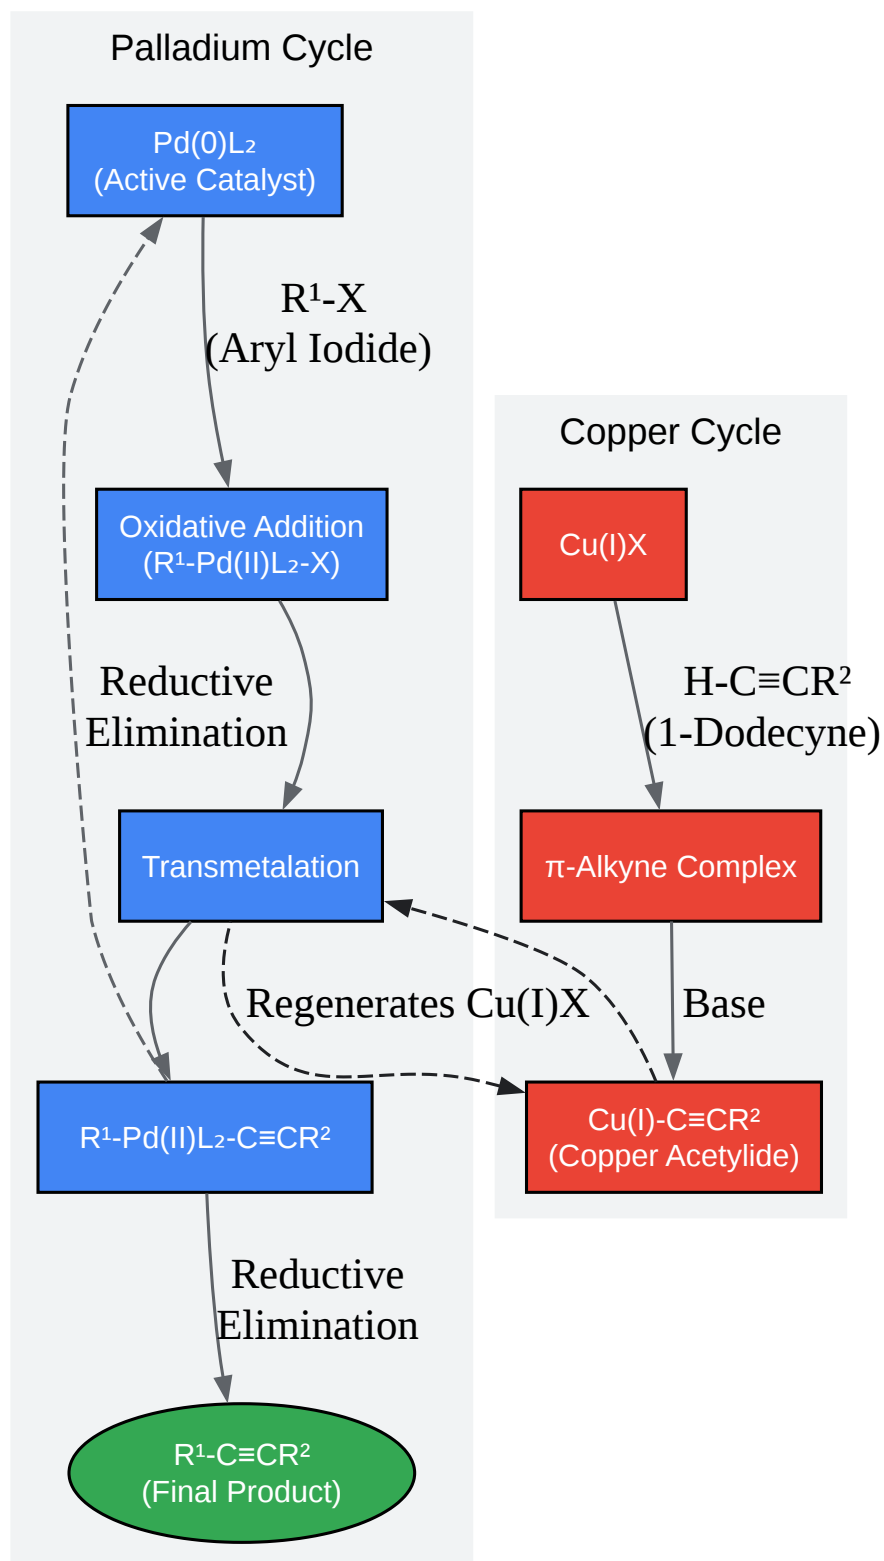 Palladium Cycle
Pd(0)L₂
(Active Catalyst)
R¹-X
(Aryl Iodide)
Copper Cycle
Oxidative Addition
(R¹-Pd(II)L₂-X)
Cu(I)X
Reductive
Elimination
H-C≡CR²
(1-Dodecyne)
Transmetalation
π-Alkyne Complex
Regenerates Cu(I)X
Base
R¹-Pd(II)L₂-C≡CR²
Cu(I)-C≡CR²
(Copper Acetylide)
Reductive
Elimination
R¹-C≡CR²
(Final Product)